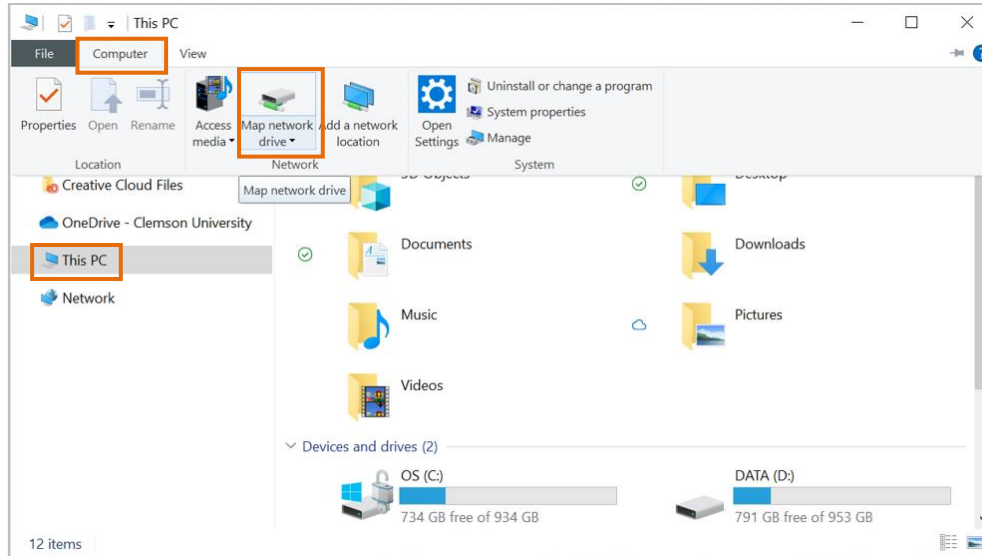 This PC
File Computer View
Properties Open Rename Access media Map network drive Add a network location Open Settings Uninstall or change a program
System properties
Manage
Location Network System
Map network drive
Creative Cloud Files
OneDrive - Clemson University
This PC
Network
3D Objects Desktop
Documents Downloads
Music Pictures
Videos
Devices and drives (2)
OS (C:) DATA (D:)
734 GB free of 934 GB 791 GB free of 953 GB
12 items